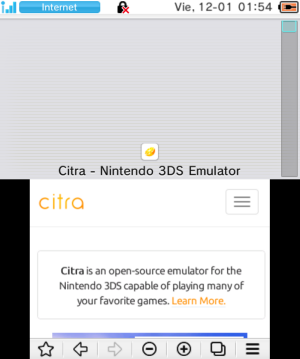 Internet
Vie, 12-01 01:54
Citra - Nintendo 3DS Emulator
citra
Citra is an open-source emulator for the
Nintendo 3DS capable of playing many of
your favorite games. Learn More.